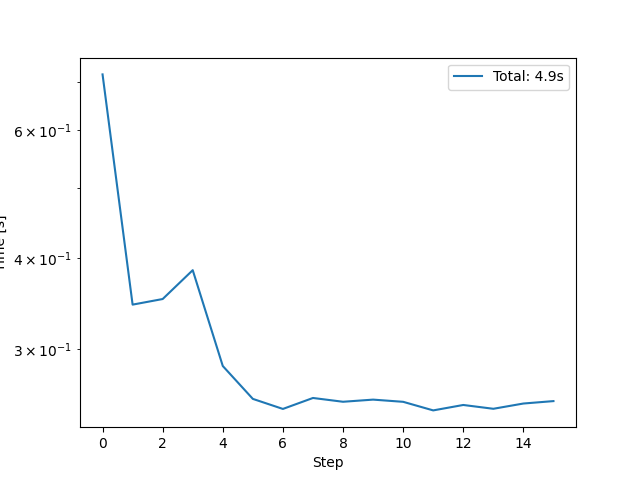 Total: 4.9s
6 × 10⁻¹
4 × 10⁻¹
3 × 10⁻¹
Time [s]
0 2 4 6 8 10 12 14
Step